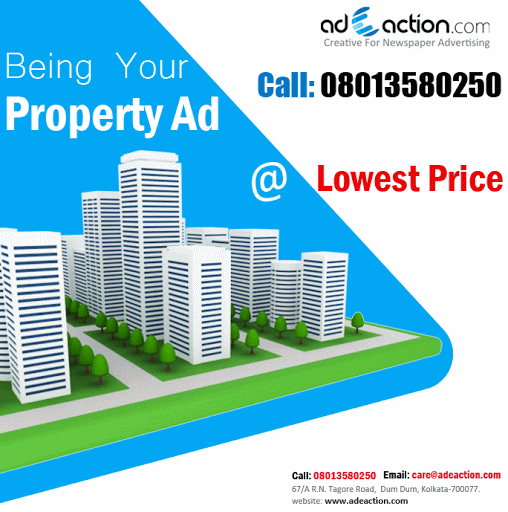 adEaction.com
Creative For Newspaper Advertising
Being Your
Property Ad
Call: 08013580250
@ Lowest Price
Call: 08013580250 Email: care@adeaction.com
67/A R.N. Tagore Road, Dum Dum, Kolkata-700077.
website: www.adeaction.com